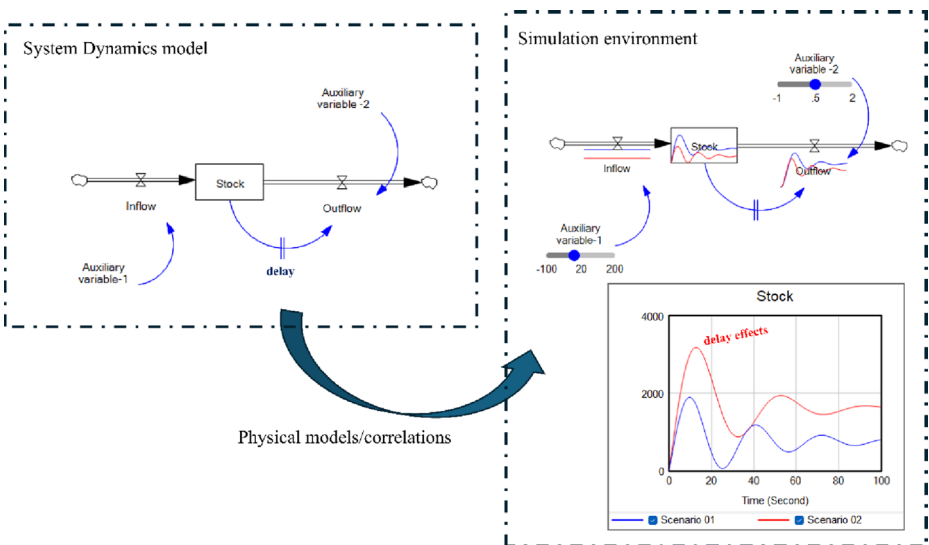 System Dynamics model
Auxiliary
variable -2
Stock
Inflow
Outflow
Auxiliary
variable-1
delay
Physical models/correlations
Simulation environment
Auxiliary
variable -2
-1 .5 2
Stock
Inflow
Outflow
Auxiliary
variable-1
-100 20 200
Stock
4000
delay effects
2000
0
0 20 40 60 80 100
Time (Second)
Scenario 01 Scenario 02